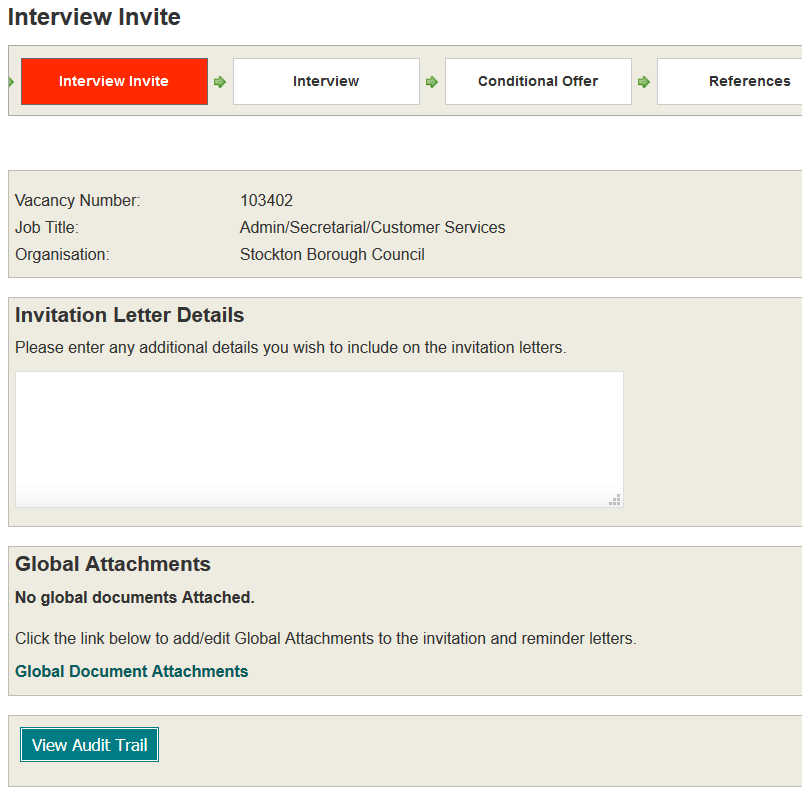 Interview Invite
Interview Invite
Interview
Conditional Offer
References
Vacancy Number: 103402
Job Title: Admin/Secretarial/Customer Services
Organisation: Stockton Borough Council
Invitation Letter Details
Please enter any additional details you wish to include on the invitation letters.
Global Attachments
No global documents Attached.
Click the link below to add/edit Global Attachments to the invitation and reminder letters.
Global Document Attachments
View Audit Trail